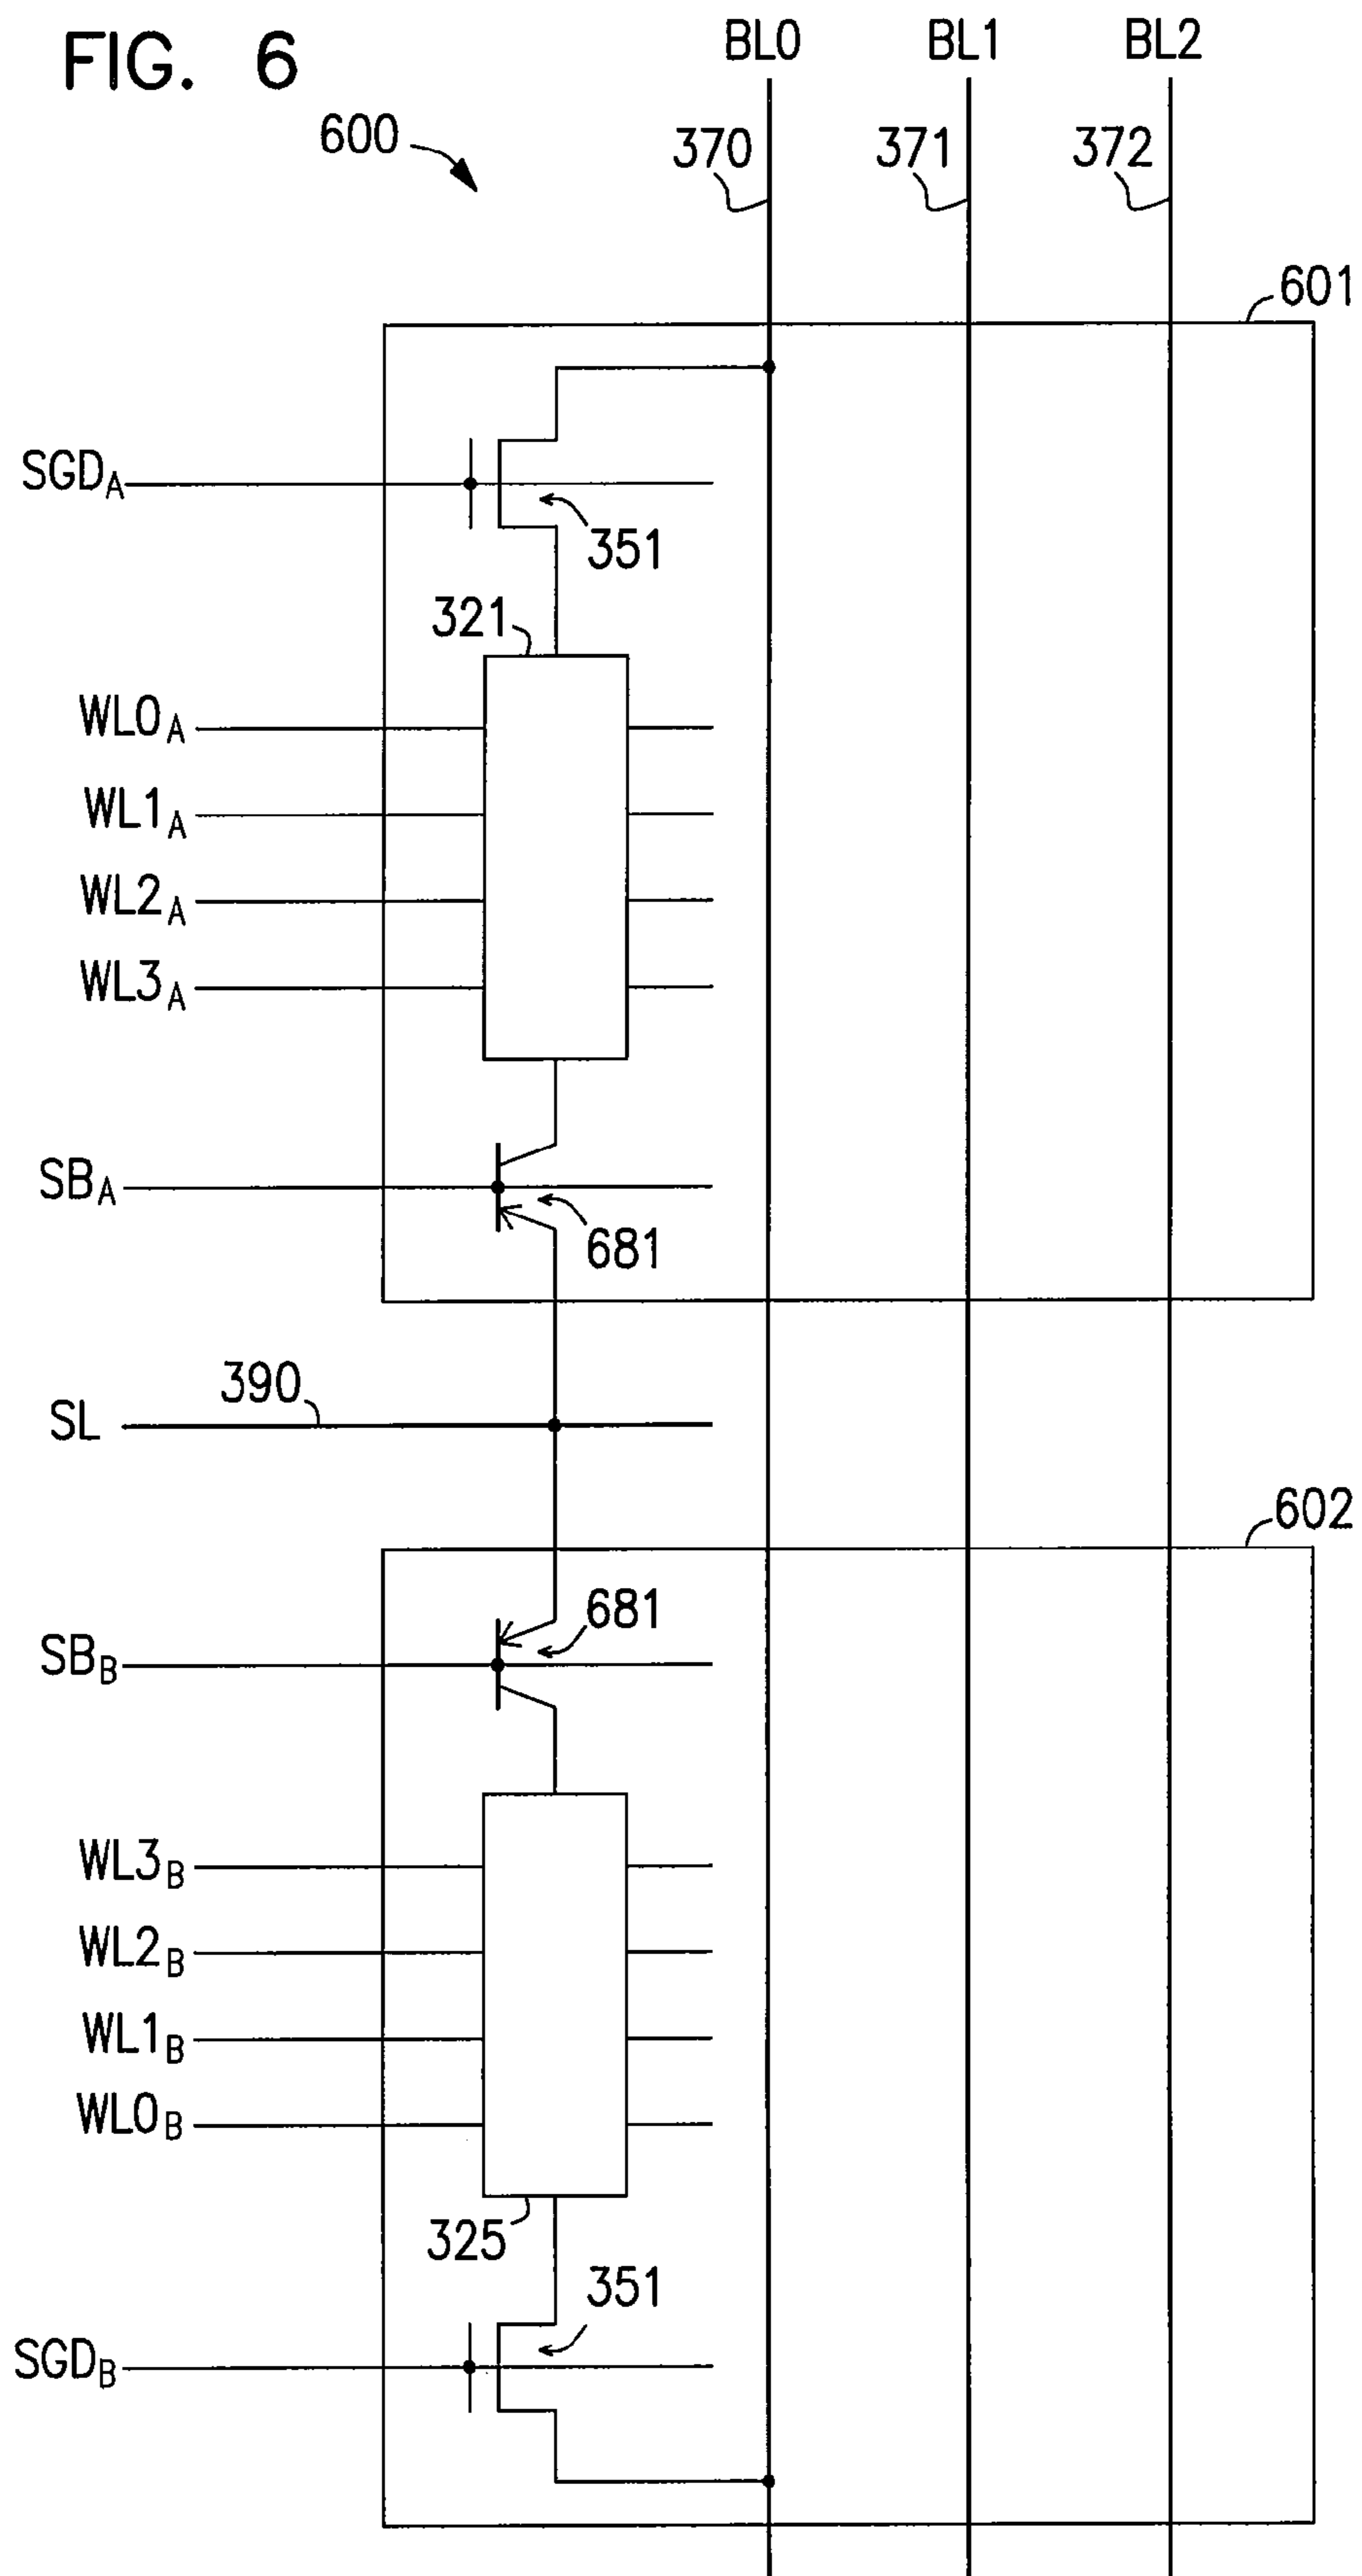 FIG. 6
BL0 BL1 BL2
600
370 371 372
601
SGDA
351
321
WL0A
WL1A
WL2A
WL3A
SBA
681
390
SL
602
681
SBB
WL3B
WL2B
WL1B
WL0B
325
351
SGDB